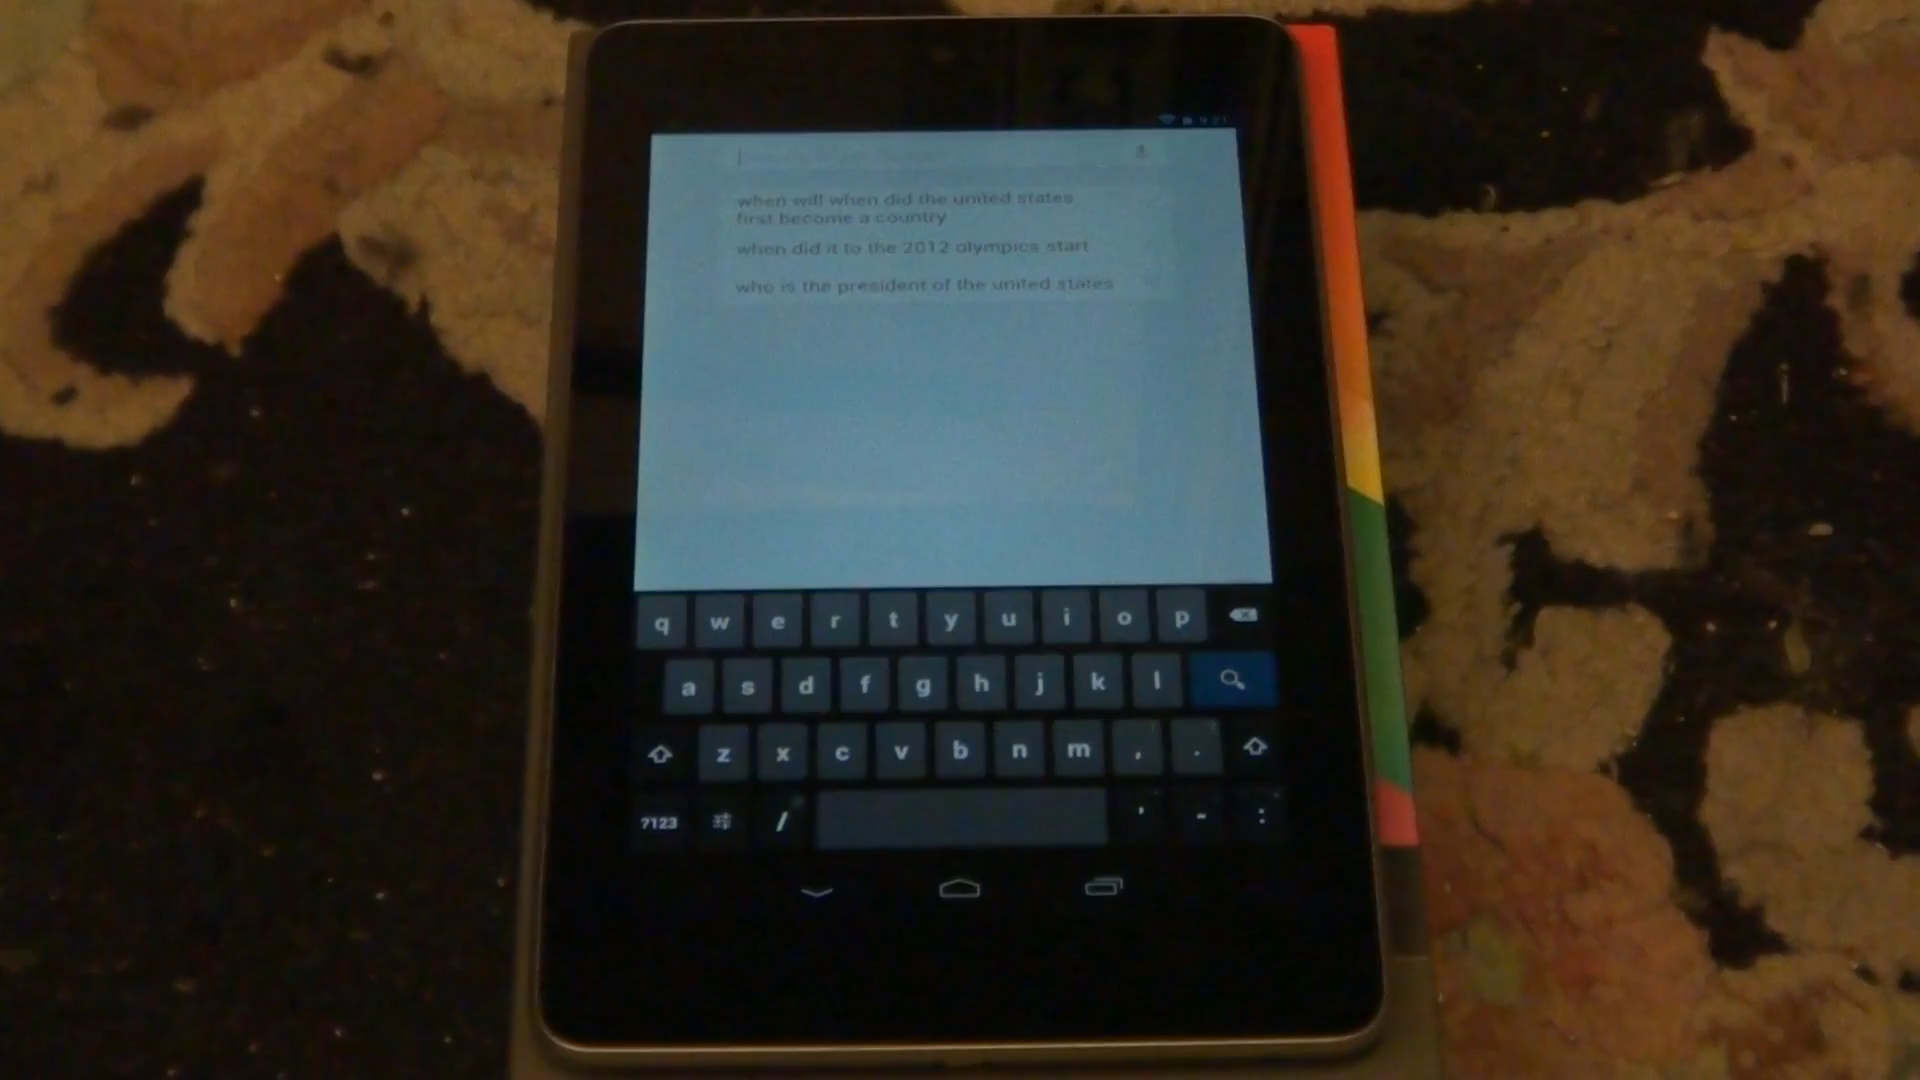 when will when did the united states
first become a country
when did it to the 2012 olympics start
who is the president of the united states
q w e r t y u i o p
a s d f g h j k l
z x c v b n m , .
?123 / ' - :